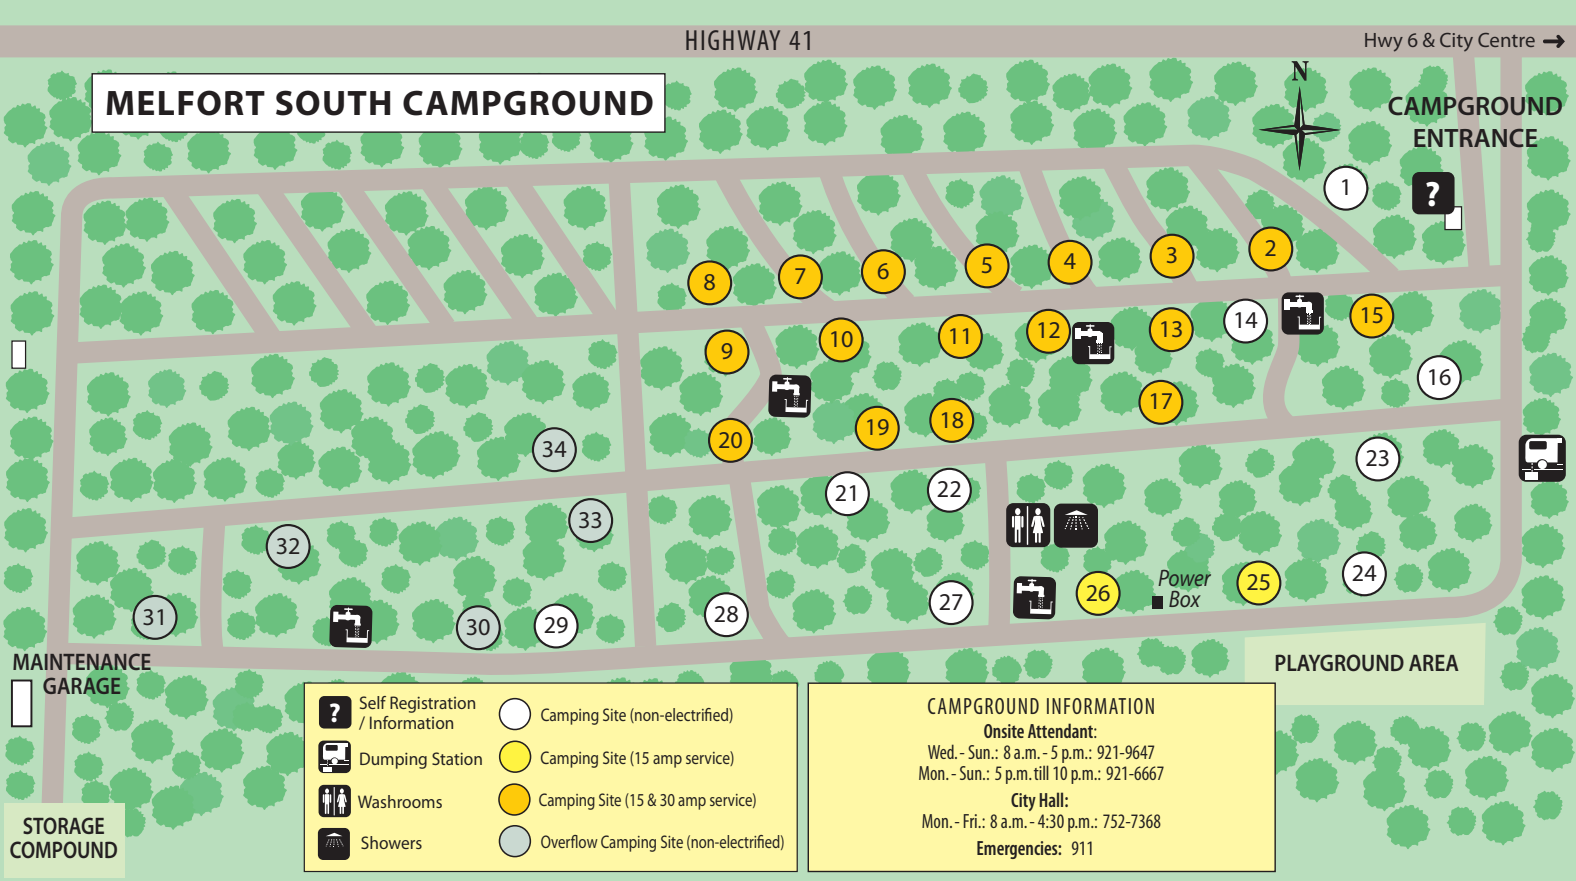 HIGHWAY 41
Hwy 6 & City Centre
MELFORT SOUTH CAMPGROUND
N
CAMPGROUND
ENTRANCE
1
?
2
3
4
5
6
7
8
9
10
11
12
13
14
15
16
17
18
19
20
21
22
23
24
25
26
Power
Box
27
28
29
30
31
32
33
34
MAINTENANCE
GARAGE
STORAGE
COMPOUND
PLAYGROUND AREA
?
Self Registration
/ Information
Dumping Station
Washrooms
Showers
Camping Site (non-electrified)
Camping Site (15 amp service)
Camping Site (15 & 30 amp service)
Overflow Camping Site (non-electrified)
CAMPGROUND INFORMATION
Onsite Attendant:
Wed. - Sun.: 8 a.m. - 5 p.m.: 921-9647
Mon. - Sun.: 5 p.m. till 10 p.m.: 921-6667
City Hall:
Mon. - Fri.: 8 a.m. - 4:30 p.m.: 752-7368
Emergencies: 911